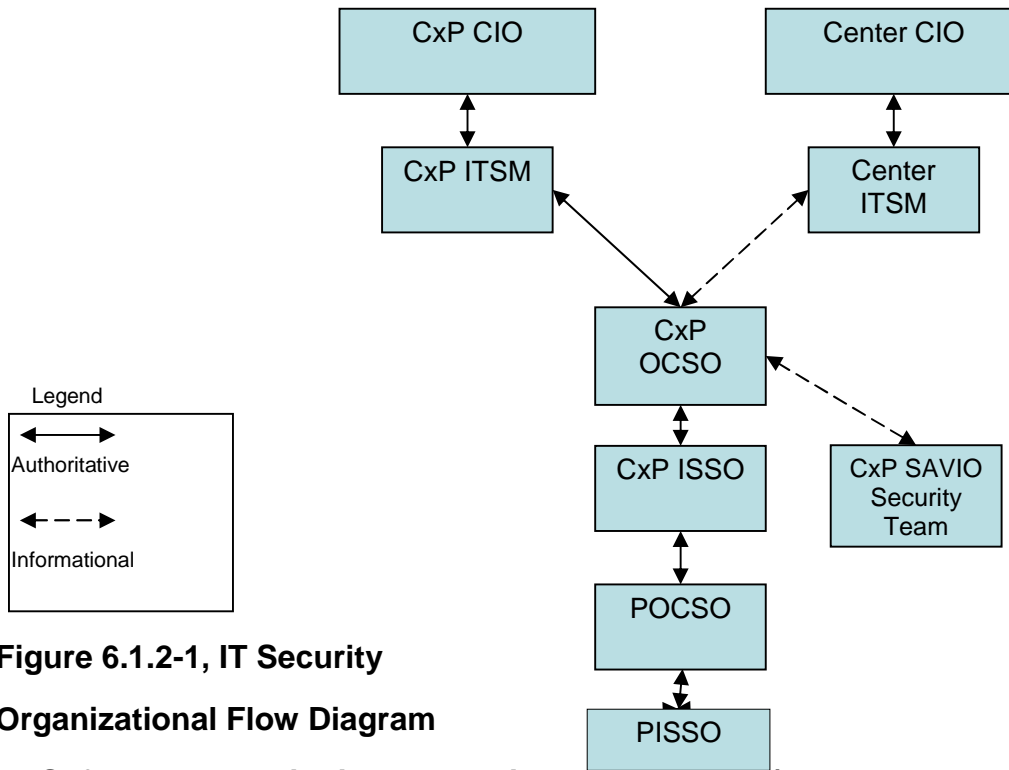 CxP CIO
Center CIO
CxP ITSM
Center
ITSM
CxP
OCSO
Legend
Authoritative
Informational
CxP ISSO
CxP SAVIO
Security
Team
POCSO
Figure 6.1.2-1, IT Security
Organizational Flow Diagram
PISSO